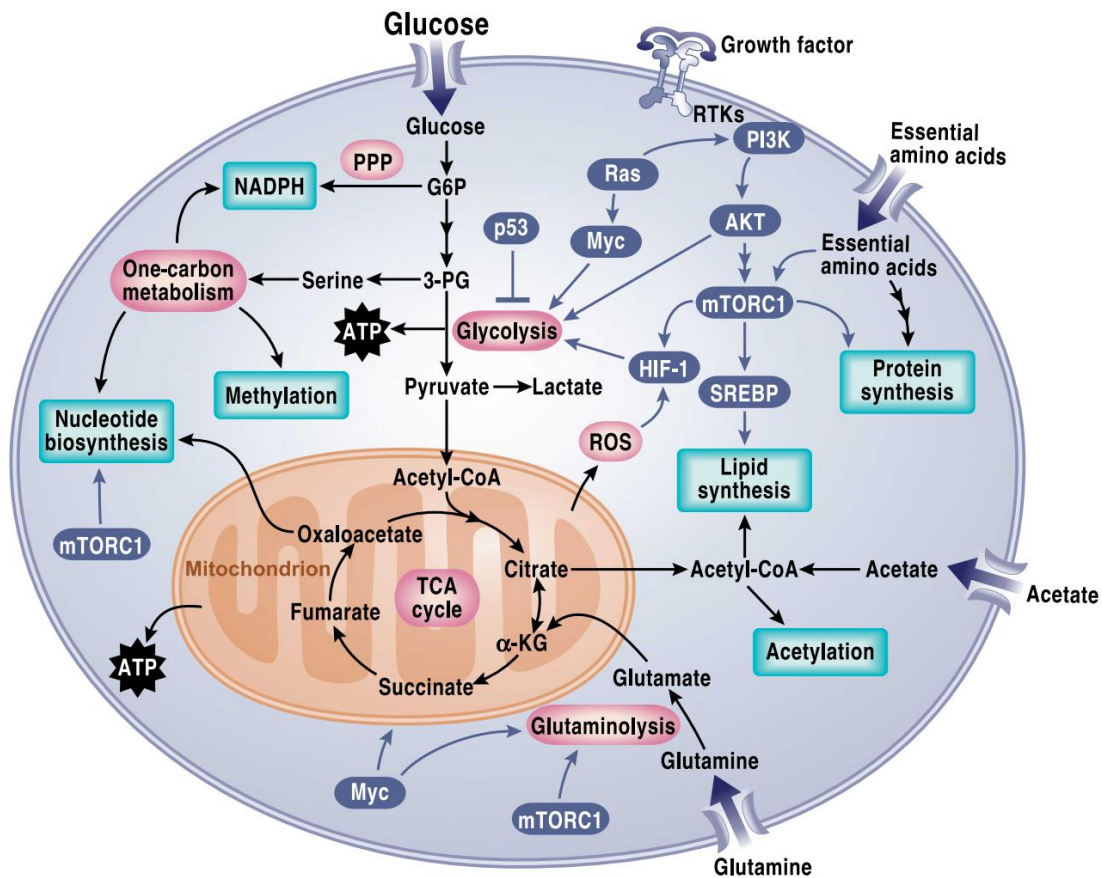 Glucose
Growth factor
RTKs
Glucose
PI3K
Essential
amino acids
PPP
NADPH
G6P
Ras
p53
AKT
Myc
Essential
amino acids
One-carbon
metabolism
Serine
3-PG
mTORC1
ATP
Glycolysis
HIF-1
Protein
synthesis
Methylation
Pyruvate
Lactate
SREBP
Nucleotide
biosynthesis
ROS
Lipid
synthesis
Acetyl-CoA
mTORC1
Oxaloacetate
Mitochondrion
Citrate
Acetyl-CoA
Acetate
Acetate
TCA
cycle
Fumarate
α-KG
Acetylation
ATP
Succinate
Glutamate
Glutaminolysis
Glutamine
Myc
mTORC1
Glutamine